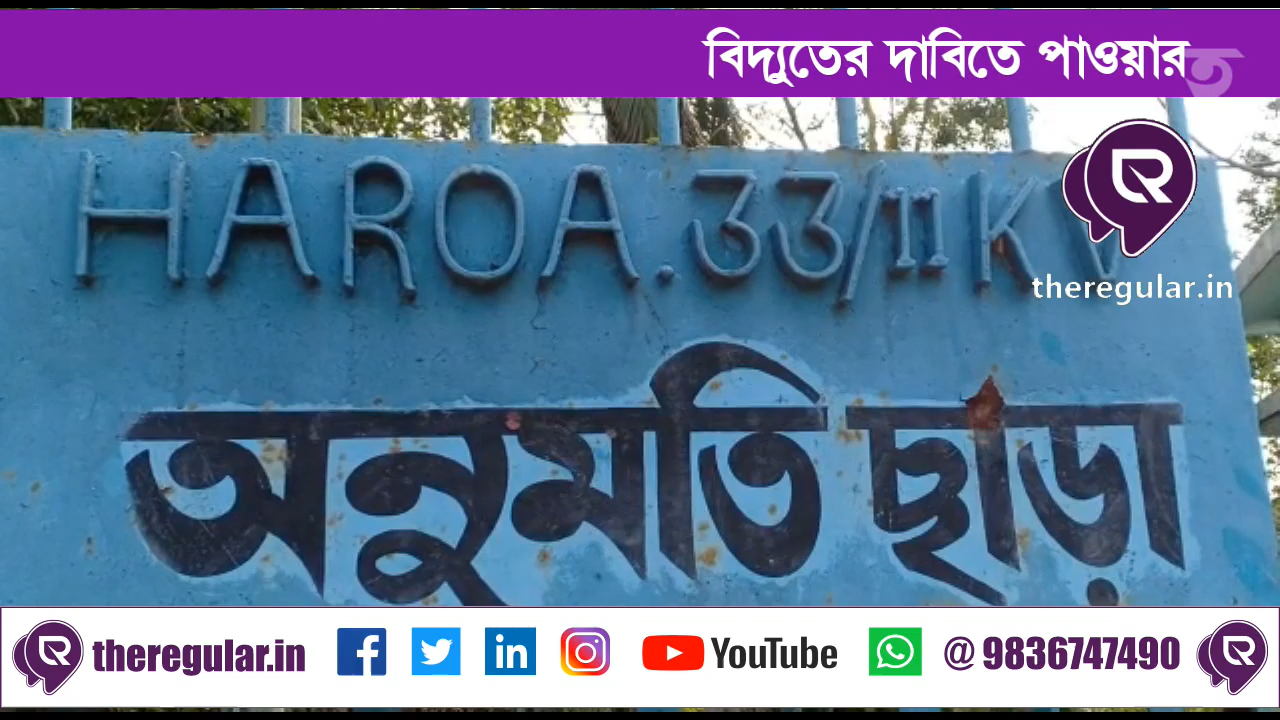 বিদ্যুতের দাবিতে পাওয়ার
HAROA.33/11 KV
theregular.in
অনুমতি ছাড়া
theregular.in YouTube @ 9836747490